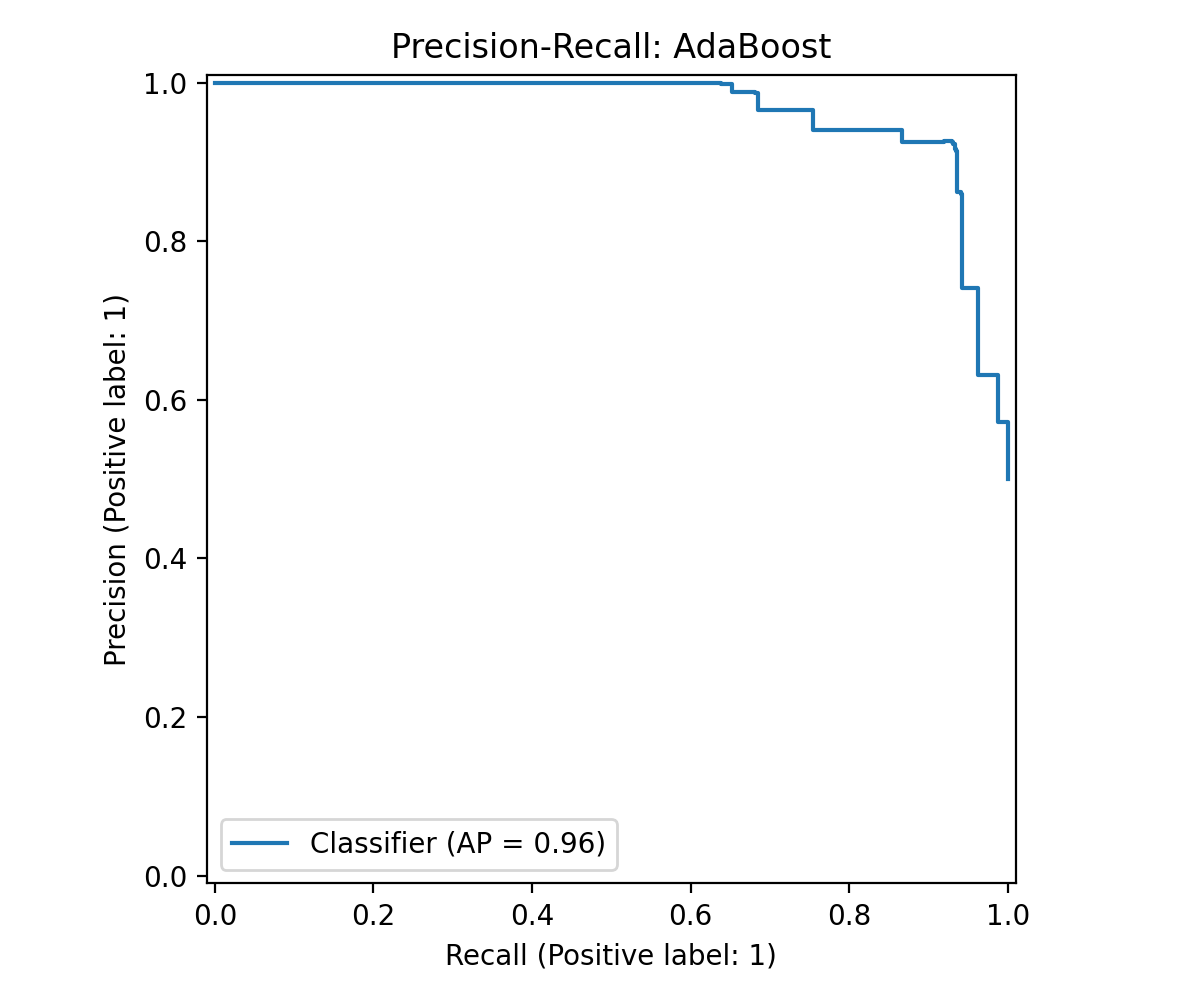 Precision-Recall: AdaBoost
1.0
0.8
0.6
0.4
0.2
0.0
Precision (Positive label: 1)
Classifier (AP = 0.96)
0.0 0.2 0.4 0.6 0.8 1.0
Recall (Positive label: 1)